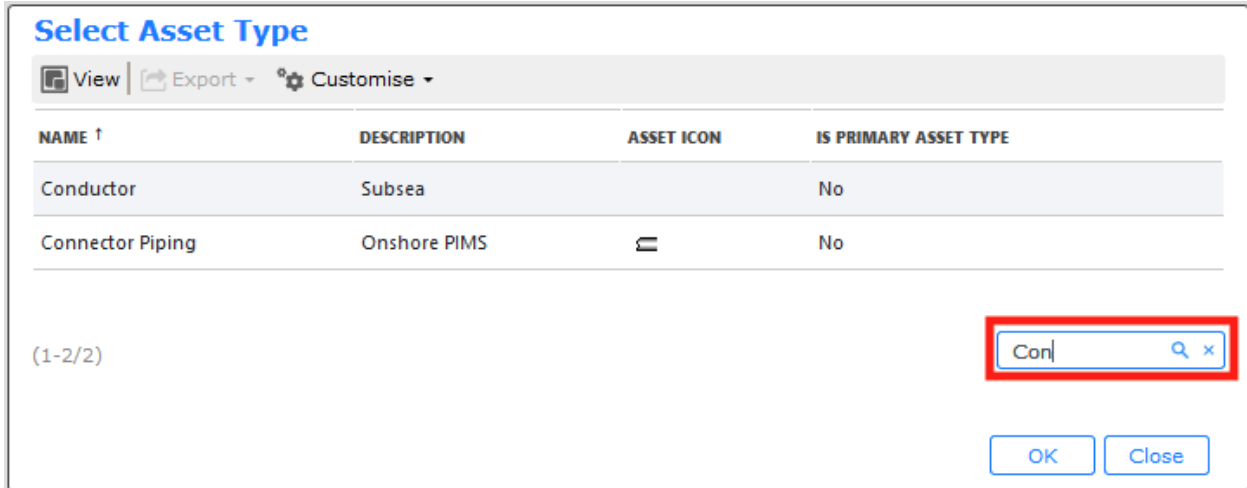 Select Asset Type
View Export Customise
NAME ↑ DESCRIPTION ASSET ICON IS PRIMARY ASSET TYPE
Conductor Subsea No
Connector Piping Onshore PIMS No
(1-2/2) Con
OK Close